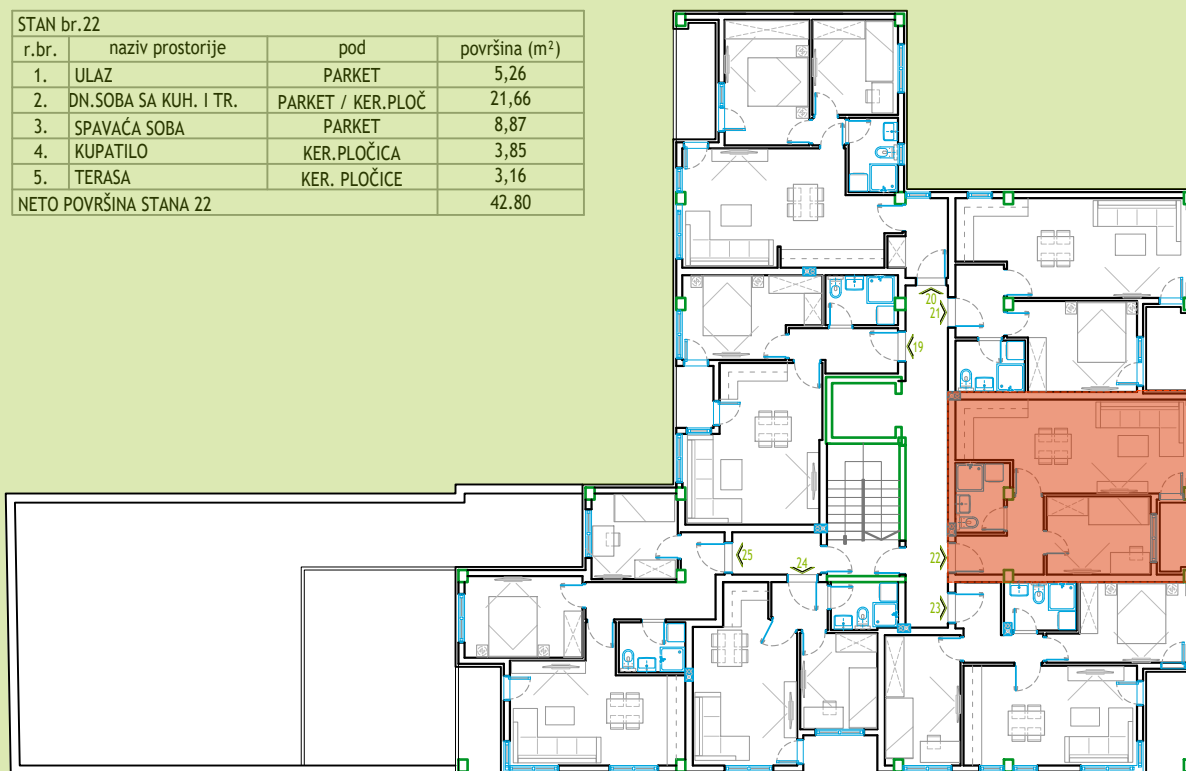 STAN br.22
r.br. naziv prostorije pod površina (m²)
1. ULAZ PARKET 5,26
2. DN.SOBA SA KUH. I TR. PARKET / KER.PLOČ 21,66
3. SPAVAĆA SOBA PARKET 8,87
4. KUPATILO KER.PLOČICA 3,85
5. TERASA KER. PLOČICE 3,16
NETO POVRŠINA STANA 22 42.80
20
21
19
22
25
24
23